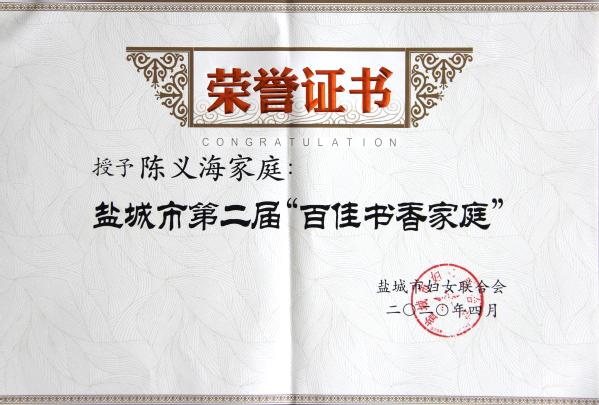 荣誉证书
CONGRATULATION
授予陈义海家庭：
盐城市第二届“百佳书香家庭”
盐城市妇女联合会
二〇二〇年四月